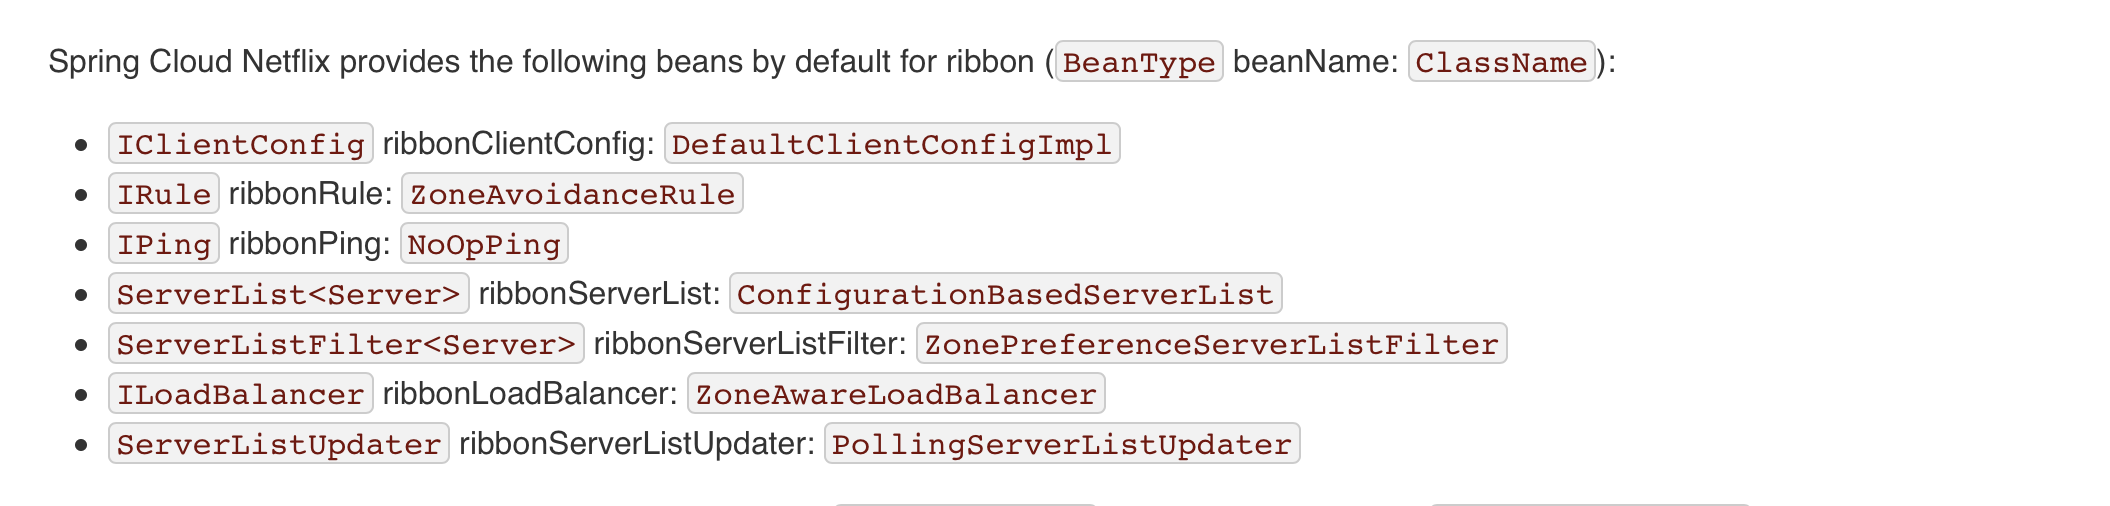 Spring Cloud Netflix provides the following beans by default for ribbon (BeanType beanName: ClassName):
• IClientConfig ribbonClientConfig: DefaultClientConfigImpl
• IRule ribbonRule: ZoneAvoidanceRule
• IPing ribbonPing: NoOpPing
• ServerList<Server> ribbonServerList: ConfigurationBasedServerList
• ServerListFilter<Server> ribbonServerListFilter: ZonePreferenceServerListFilter
• ILoadBalancer ribbonLoadBalancer: ZoneAwareLoadBalancer
• ServerListUpdater ribbonServerListUpdater: PollingServerListUpdater